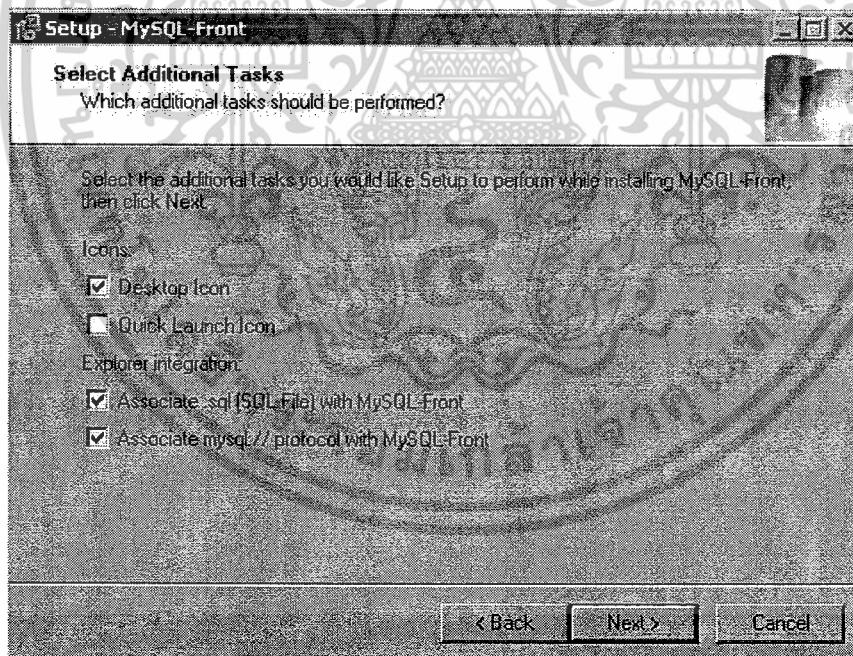 Setup - MySQL-Front
Select Additional Tasks
Which additional tasks should be performed?
Select the additional tasks you would like Setup to perform while installing MySQL-Front,
then click Next.
Icons:
Desktop Icon
Quick Launch Icon
Explorer integration:
Associate .sql (SQL File) with MySQL-Front
Associate mysql:// protocol with MySQL-Front
< Back
Next >
Cancel